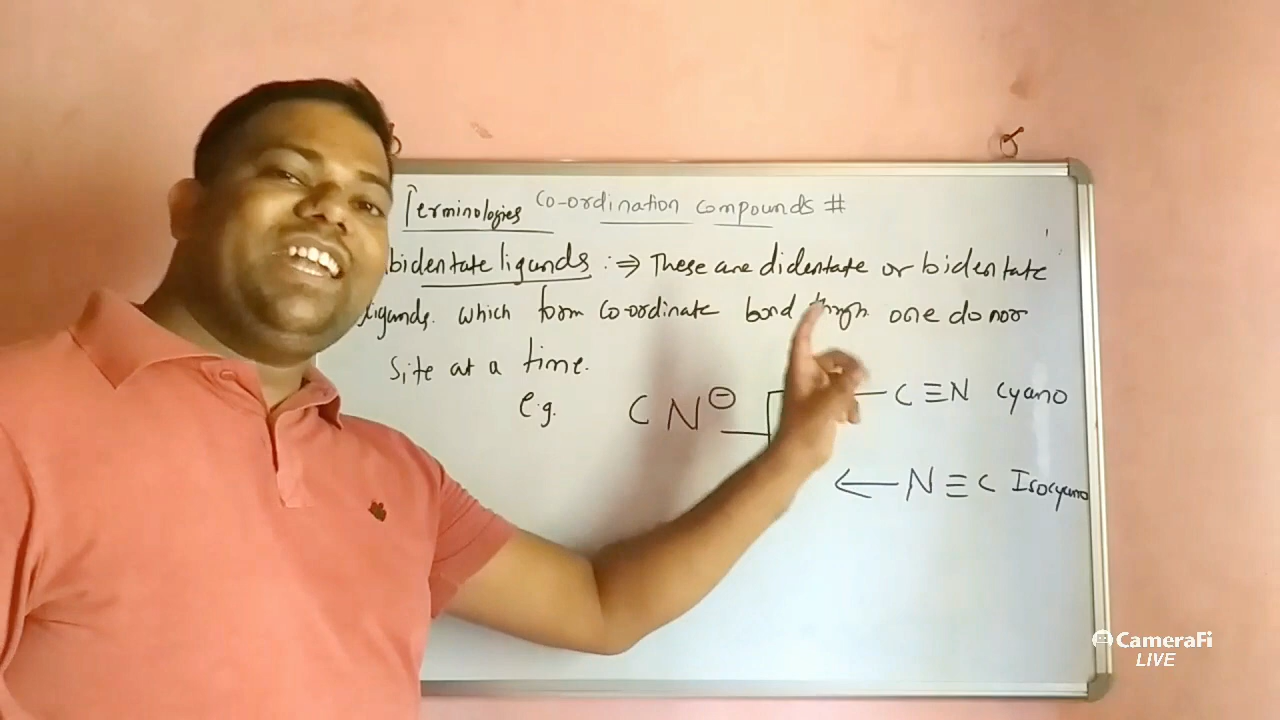 Terminologies Co-ordination Compounds #
bidentate ligands :⇒ These are didentate or bidentate
ligands. which form Co-ordinate bond through one donor
Site at a time.
e.g. CN⊖ C≡N Cyano
← N≡C Isocyano
CameraFi
LIVE